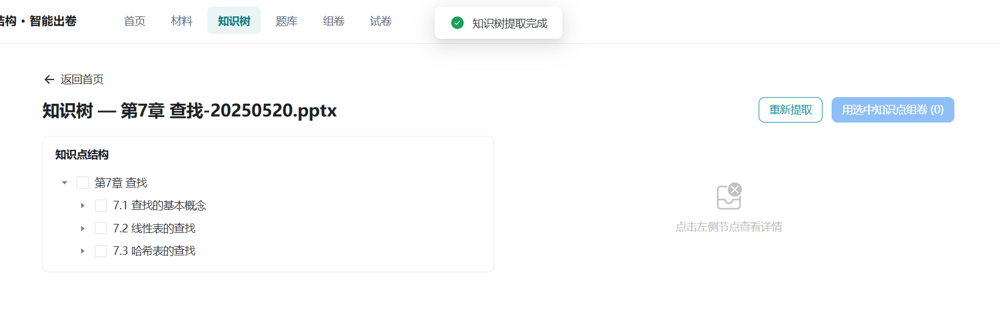 结构·智能出卷 首页 材料 知识树 题库 组卷 试卷
知识树提取完成
返回首页
知识树 — 第7章 查找-20250520.pptx
重新提取 用选中知识点组卷 (0)
知识点结构
第7章 查找
7.1 查找的基本概念
7.2 线性表的查找
7.3 哈希表的查找
点击左侧节点查看详情